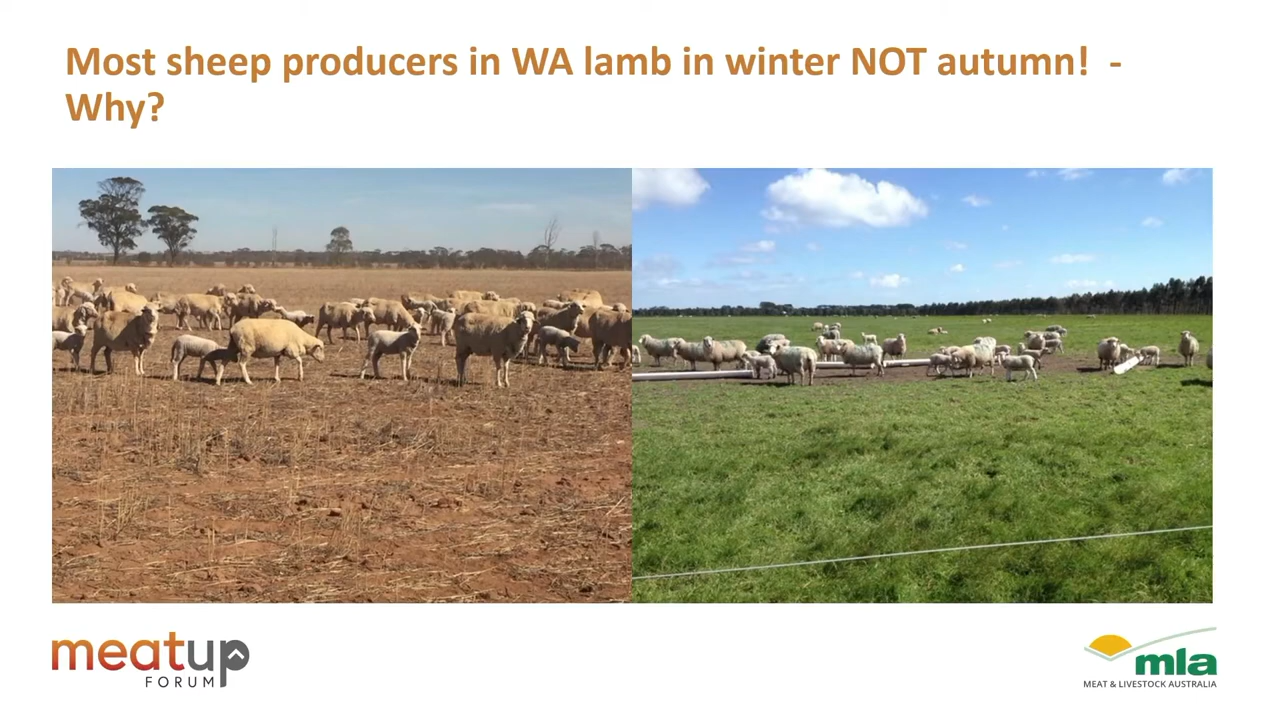 Most sheep producers in WA lamb in winter NOT autumn!  -
Why?
meatup
FORUM
mla
MEAT & LIVESTOCK AUSTRALIA